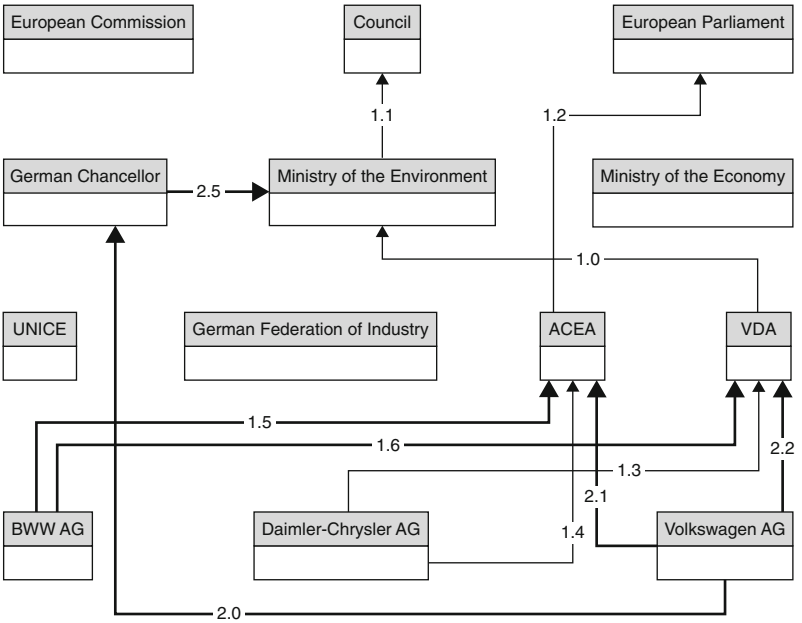 European Commission
Council
European Parliament
1.1
1.2
German Chancellor
2.5
Ministry of the Environment
Ministry of the Economy
1.0
UNICE
German Federation of Industry
ACEA
VDA
1.5
1.6
2.2
1.3
2.1
BWW AG
Daimler-Chrysler AG
1.4
Volkswagen AG
2.0